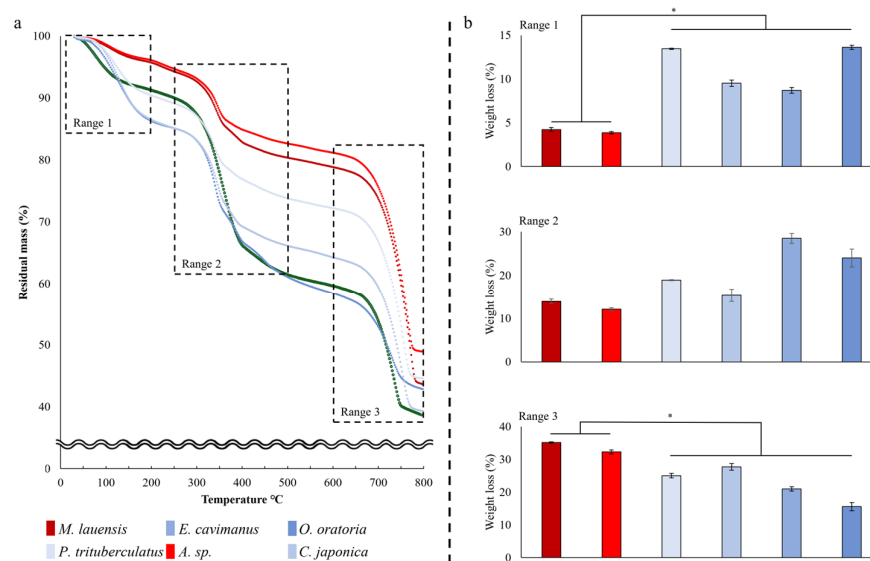 a
100
90
80
70
60
50
40
0
Residual mass (%)
Range 1
Range 2
Range 3
0 100 200 300 400 500 600 700 800
Temperature °C
M. lauensis E. cavimanus O. oratoria
P. trituberculatus A. sp. C. japonica
b
Range 1
*
15
10
5
0
Weight loss (%)
Range 2
30
20
10
0
Weight loss (%)
Range 3
*
40
30
20
10
0
Weight loss (%)